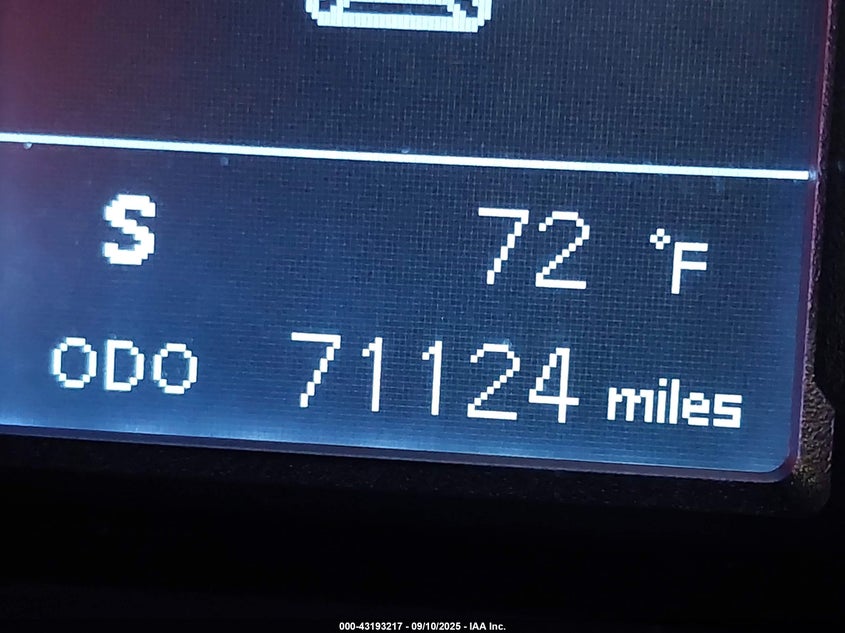 S 72 °F
ODO 71124 miles
000-43193217 - 09/10/2025 - IAA Inc.